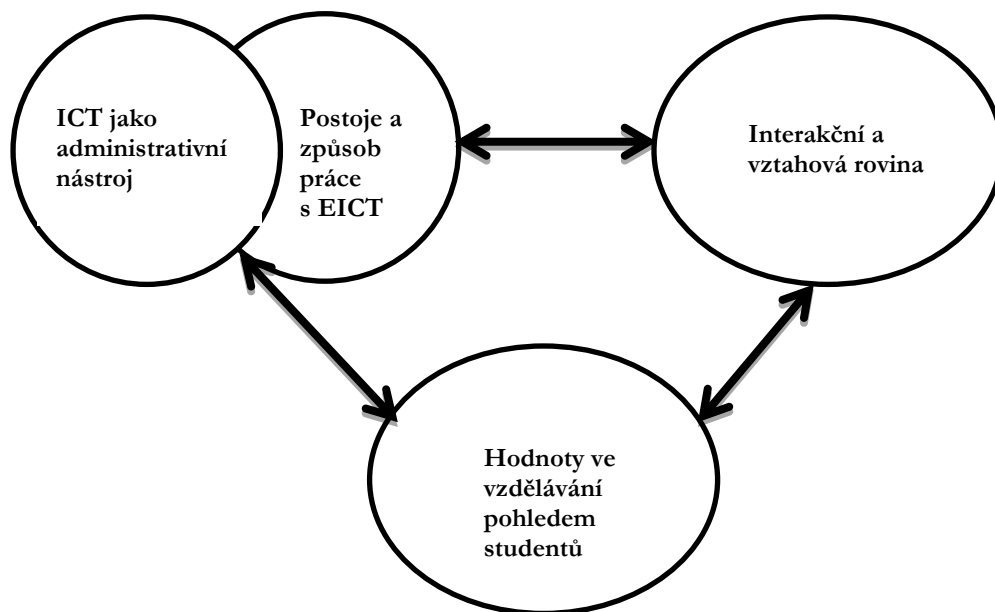 ICT jako
administrativní
nástroj
Postoje a
způsob
práce
s EICT
Interakční a
vztahová rovina
Hodnoty ve
vzdělávání
pohledem
studentů